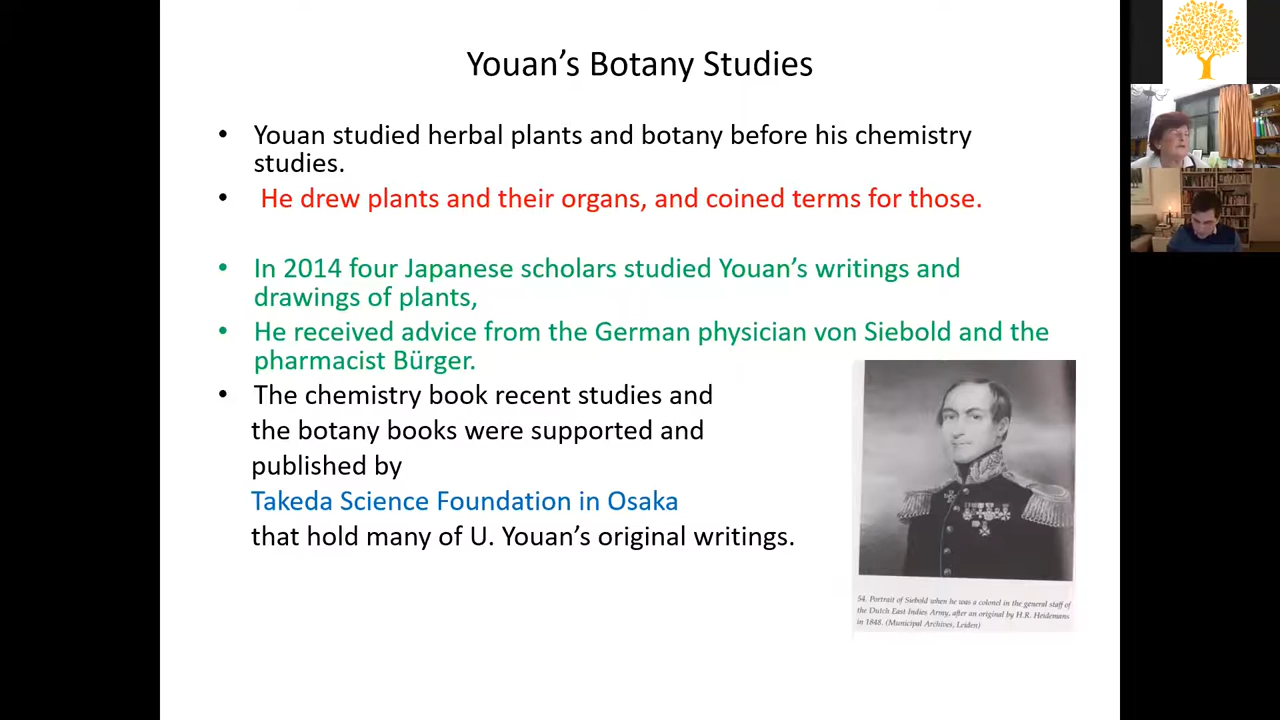 Youan’s Botany Studies
• Youan studied herbal plants and botany before his chemistry
studies.
• He drew plants and their organs, and coined terms for those.
• In 2014 four Japanese scholars studied Youan’s writings and
drawings of plants,
• He received advice from the German physician von Siebold and the
pharmacist Bürger.
• The chemistry book recent studies and
the botany books were supported and
published by
Takeda Science Foundation in Osaka
that hold many of U. Youan’s original writings.
54. Portrait of Siebold when he was a colonel in the general staff of
the Dutch East Indies Army, after an original by H.R. Heidemans
in 1848. (Municipal Archives, Leiden)